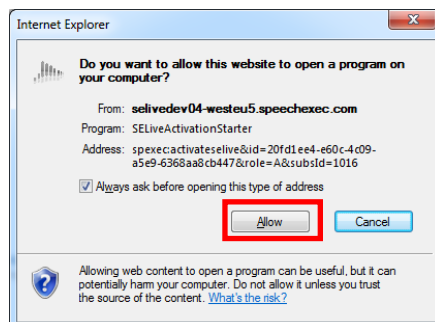 Internet Explorer
Do you want to allow this website to open a program on
your computer?
From: selivedev04-westeu5.speechexec.com
Program: SELiveActivationStarter
Address: spexec:activateselive&id=20fd1ee4-e60c-4c09-
a5e9-6368aa8cb447&role=A&subsId=1016
Always ask before opening this type of address
Allow Cancel
Allowing web content to open a program can be useful, but it can
potentially harm your computer. Do not allow it unless you trust
the source of the content. What's the risk?